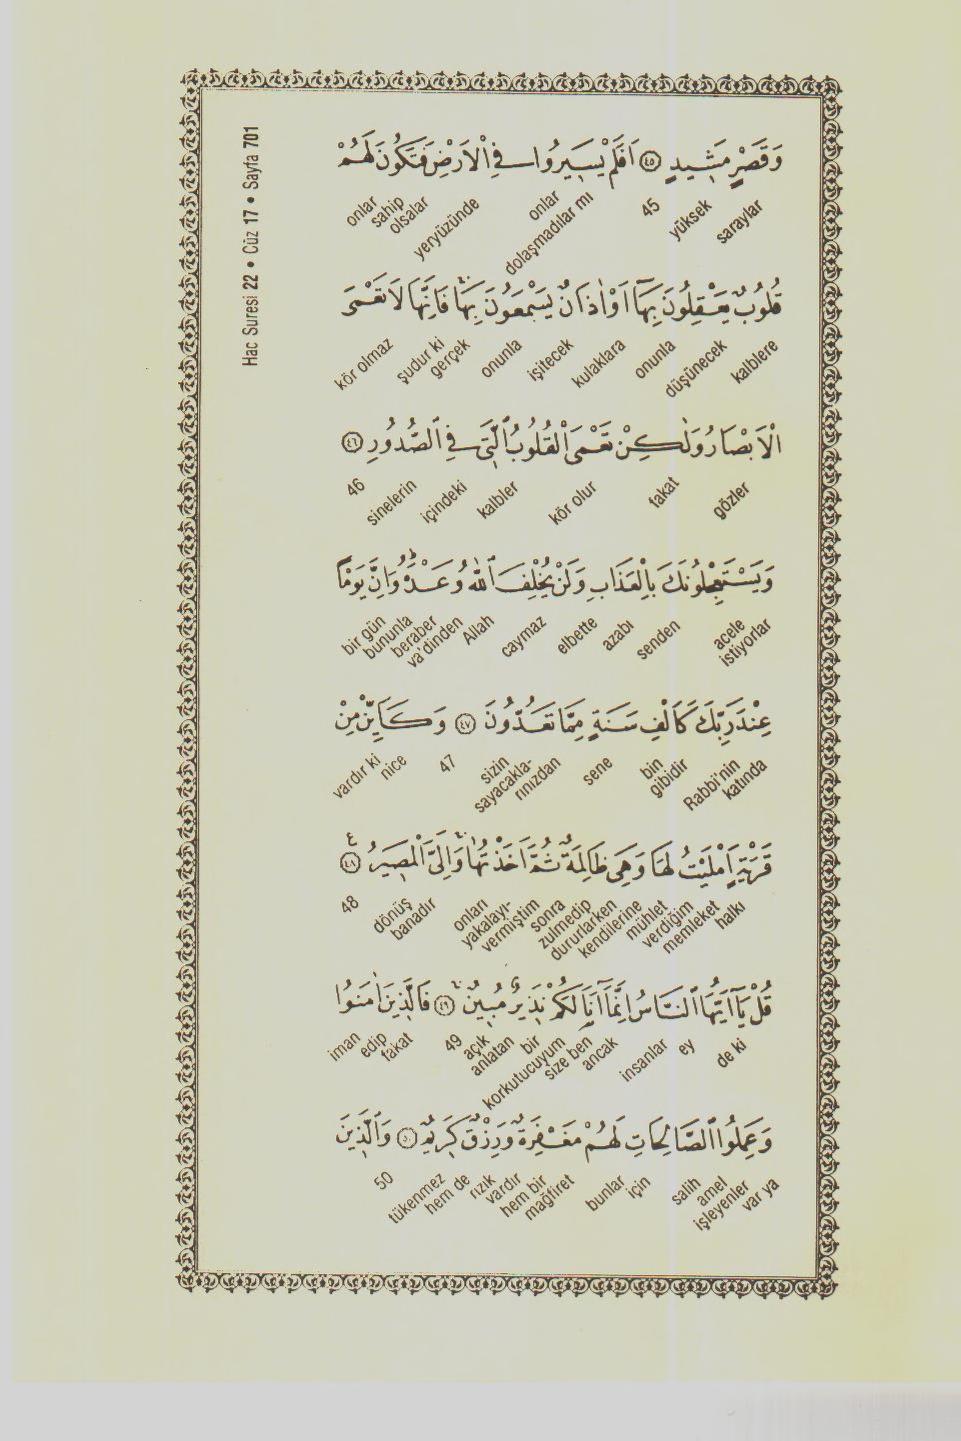 Hac Suresi 22 • Cüz 17 • Sayfa 701
وَقَصْرٍ مَشٖيدٍ ﴿٤٥﴾ اَفَلَمْ يَسٖيرُوا فِي الْاَرْضِ فَتَكُونَ لَهُمْ
saraylar yüksek 45 dolaşmadılar mı onlar yeryüzünde olsalar sahip onlar
قُلُوبٌ يَعْقِلُونَ بِهَٓا اَوْ اٰذَانٌ يَسْمَعُونَ بِهَا فَاِنَّهَا لَا تَعْمَى
kalblere düşünecek onunla kulaklara işitecek onunla gerçek şudur ki kör olmaz
الْاَبْصَارُ وَلٰكِنْ تَعْمَى الْقُلُوبُ الَّتٖي فِي الصُّدُورِ ﴿٤٦﴾
gözler fakat kör olur kalbler içindeki sinelerin 46
وَيَسْتَعْجِلُونَكَ بِالْعَذَابِ وَلَنْ يُخْلِفَ اللّٰهُ وَعْدَهُ وَاِنَّ يَوْمًا
acele istiyorlar senden azabı elbette caymaz Allah va'dinden beraber bununla bir gün
عِنْدَ رَبِّكَ كَاَلْفِ سَنَةٍ مِمَّا تَعُدُّونَ ﴿٤٧﴾ وَكَاَيِّنْ مِنْ
katında Rabbi'nin gibidir bin sene sizin sayacakla- rınızdan 47 nice vardır ki
قَرْيَةٍ اَمْلَيْتُ لَهَا وَهِيَ ظَالِمَةٌ ثُمَّ اَخَذْتُهَا وَاِلَيَّ الْمَصٖيرُ ﴿٤٨﴾
halkı memleket verdiğim mühlet kendilerine dururlarken zulmedip sonra yakalayı- vermiştim onları dönüş banadır 48
قُلْ يَٓا اَيُّهَا النَّاسُ اِنَّمَٓا اَنَا۬ لَكُمْ نَذٖيرٌ مُبٖينٌ ﴿٤٩﴾ فَالَّذٖينَ اٰمَنُوا
de ki ey insanlar ancak size ben korkutucuyum bir anlatan açık 49 fakat edip iman
وَعَمِلُوا الصَّالِحَاتِ لَهُمْ مَغْفِرَةٌ وَرِزْقٌ كَرٖيمٌ ﴿٥٠﴾ وَالَّذٖينَ
var ya işleyenler amel salih için bunlar mağfiret hem bir vardır rızık hem de tükenmez 50